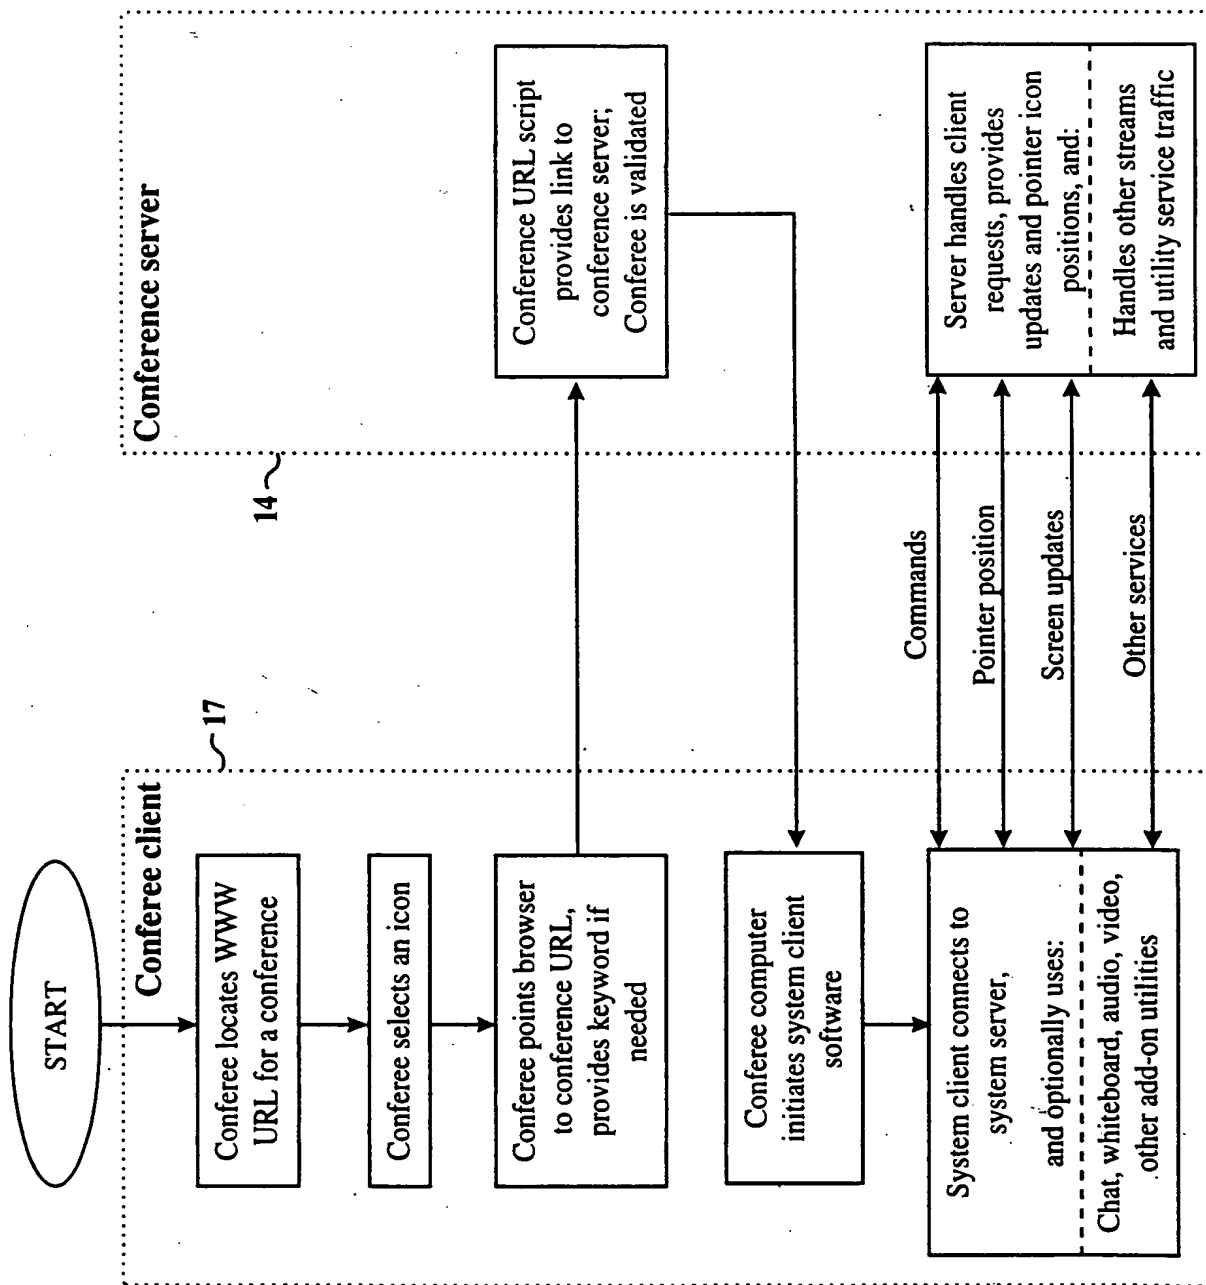 START
Conferee client
17
Conferee locates WWW
URL for a conference
Conferee selects an icon
Conferee points browser
to conference URL,
provides keyword if
needed
Conferee computer
initiates system client
software
System client connects to
system server,
and optionally uses:
Chat, whiteboard, audio, video,
other add-on utilities
Commands
Pointer position
Screen updates
Other services
14
Conference server
Conference URL script
provides link to
conference server;
Conferee is validated
Server handles client
requests, provides
updates and pointer icon
positions, and:
Handles other streams
and utility service traffic